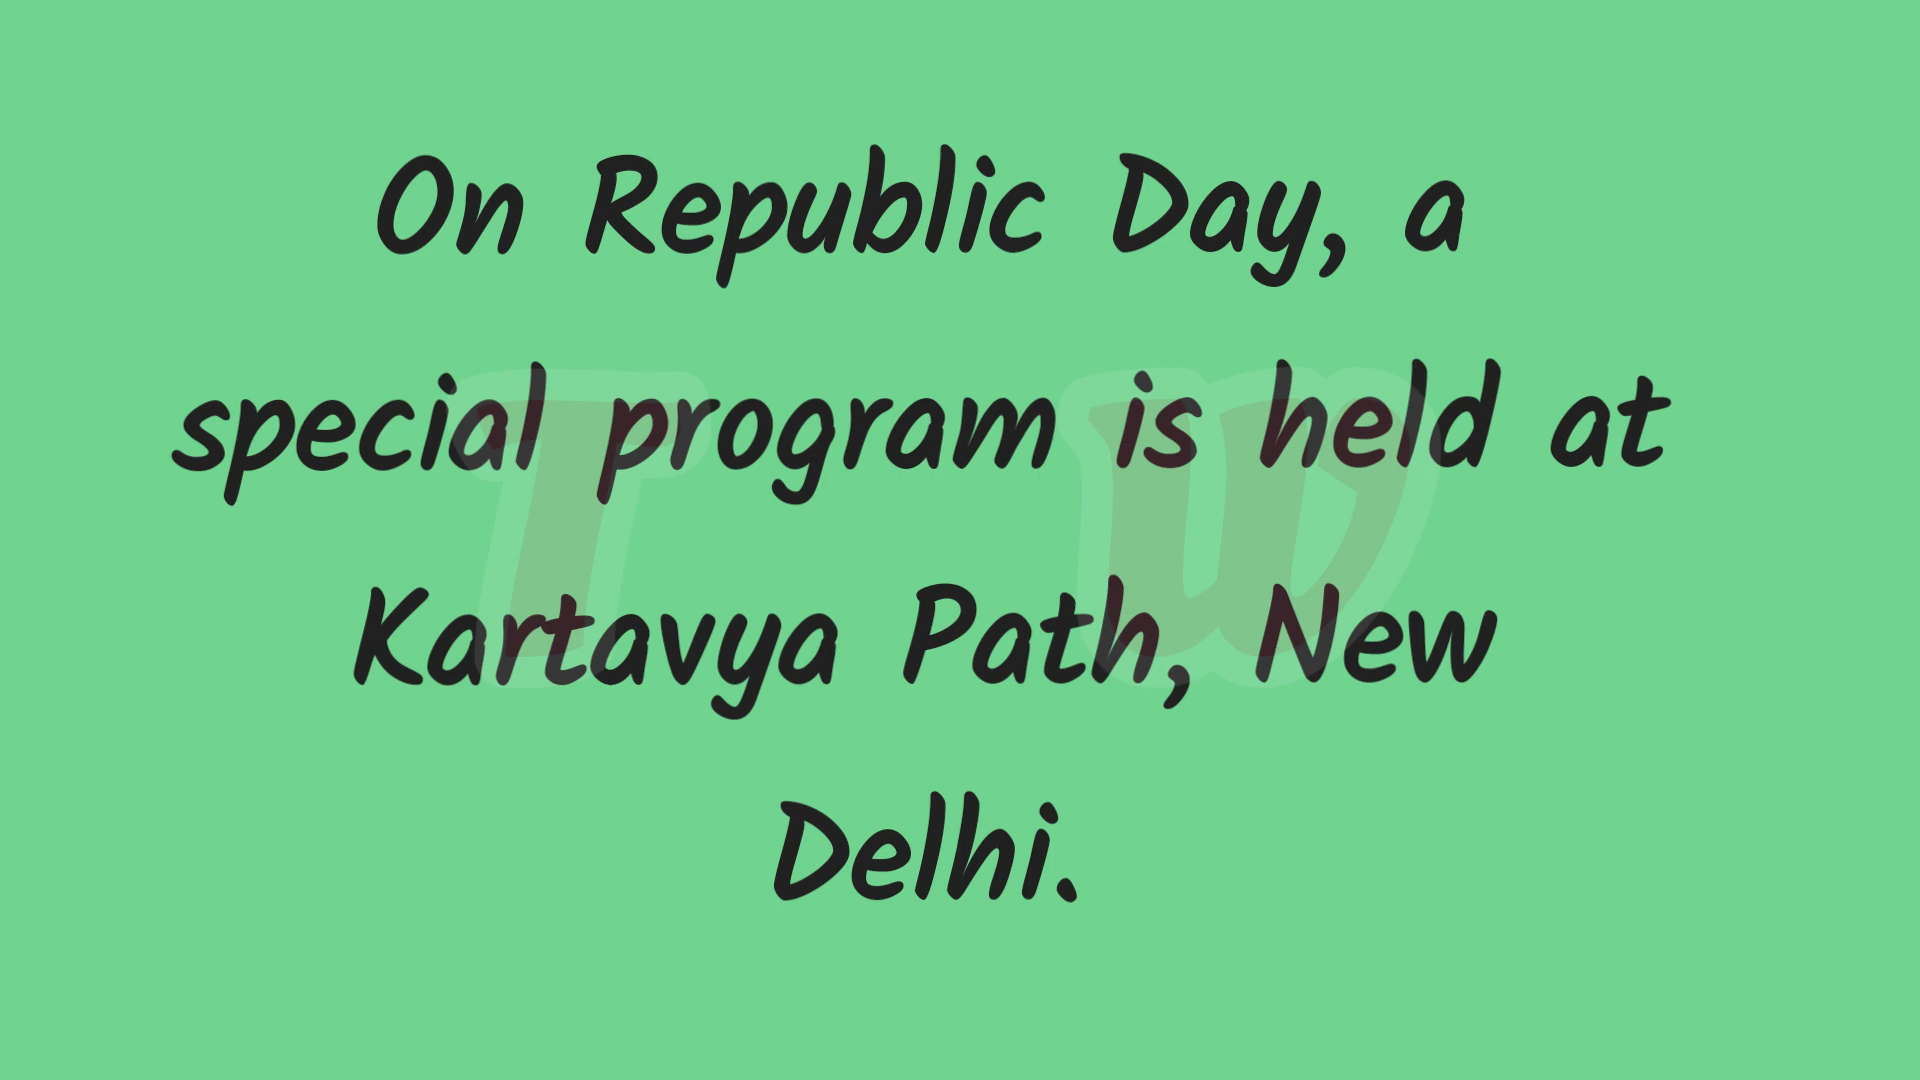 On Republic Day, a
special program is held at
Kartavya Path, New
Delhi.
T W